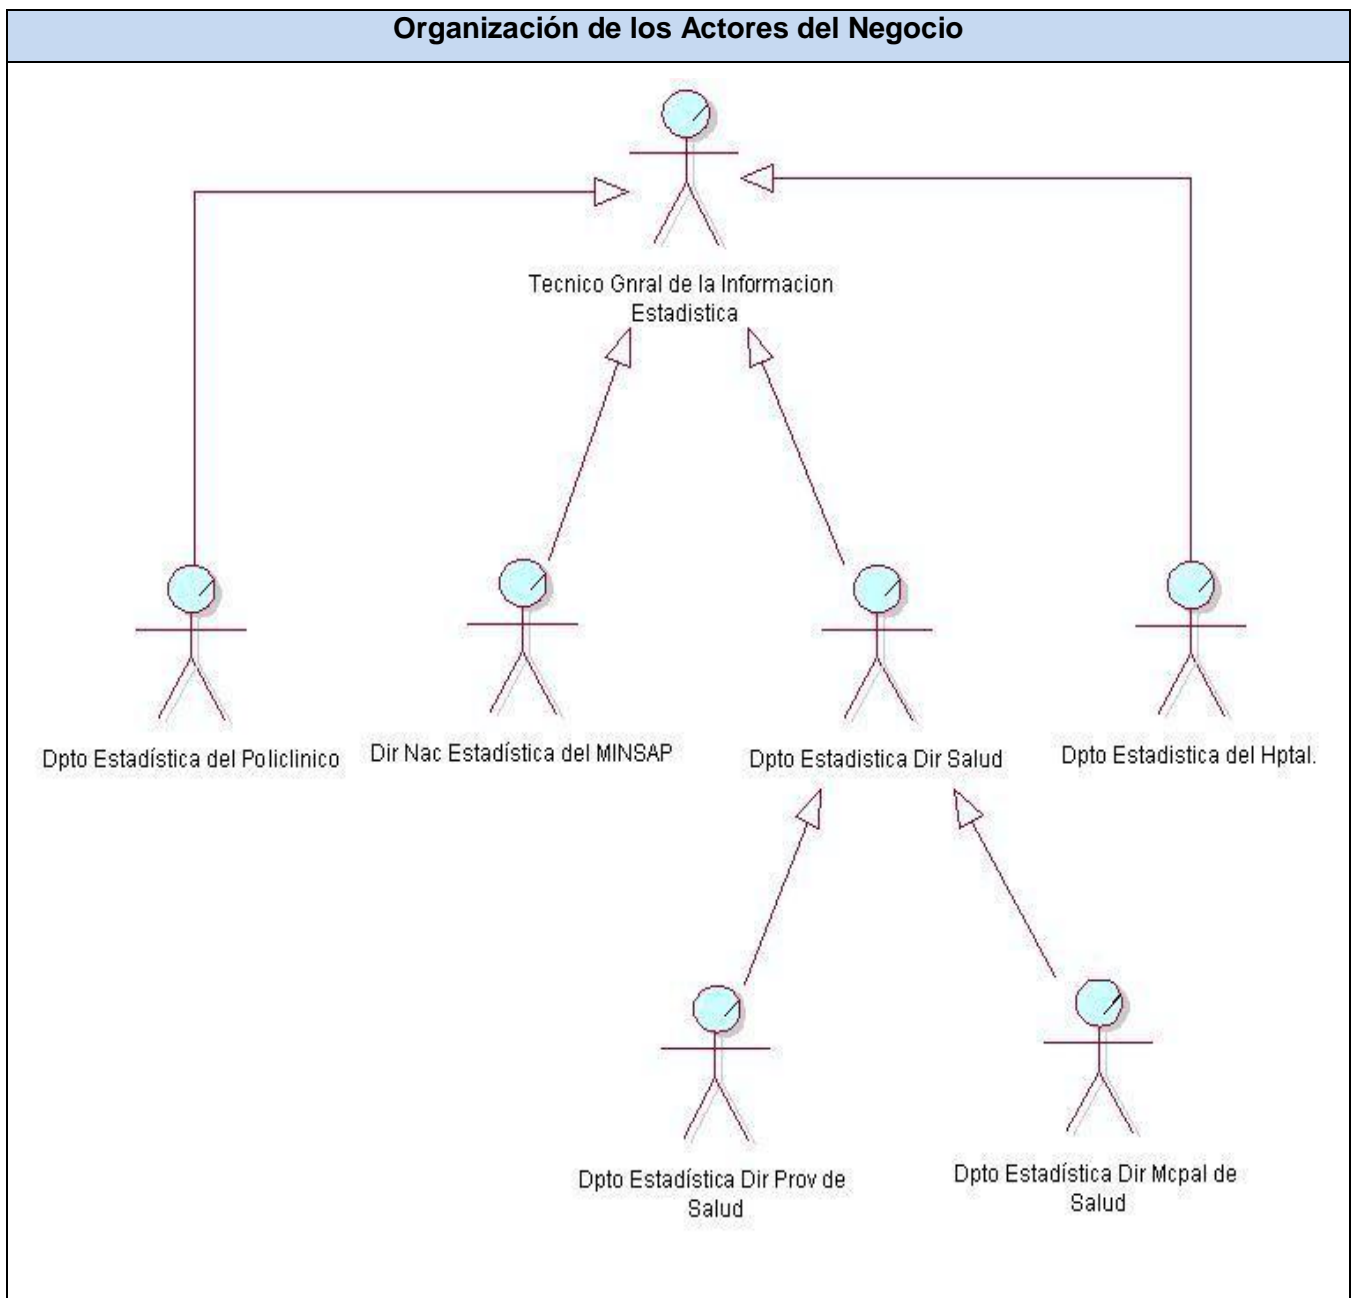 Organización de los Actores del Negocio
Tecnico Gnral de la Informacion
Estadistica
Dpto Estadística del Policlinico
Dir Nac Estadística del MINSAP
Dpto Estadistica Dir Salud
Dpto Estadistica del Hptal.
Dpto Estadística Dir Prov de
Salud
Dpto Estadística Dir Mcpal de
Salud